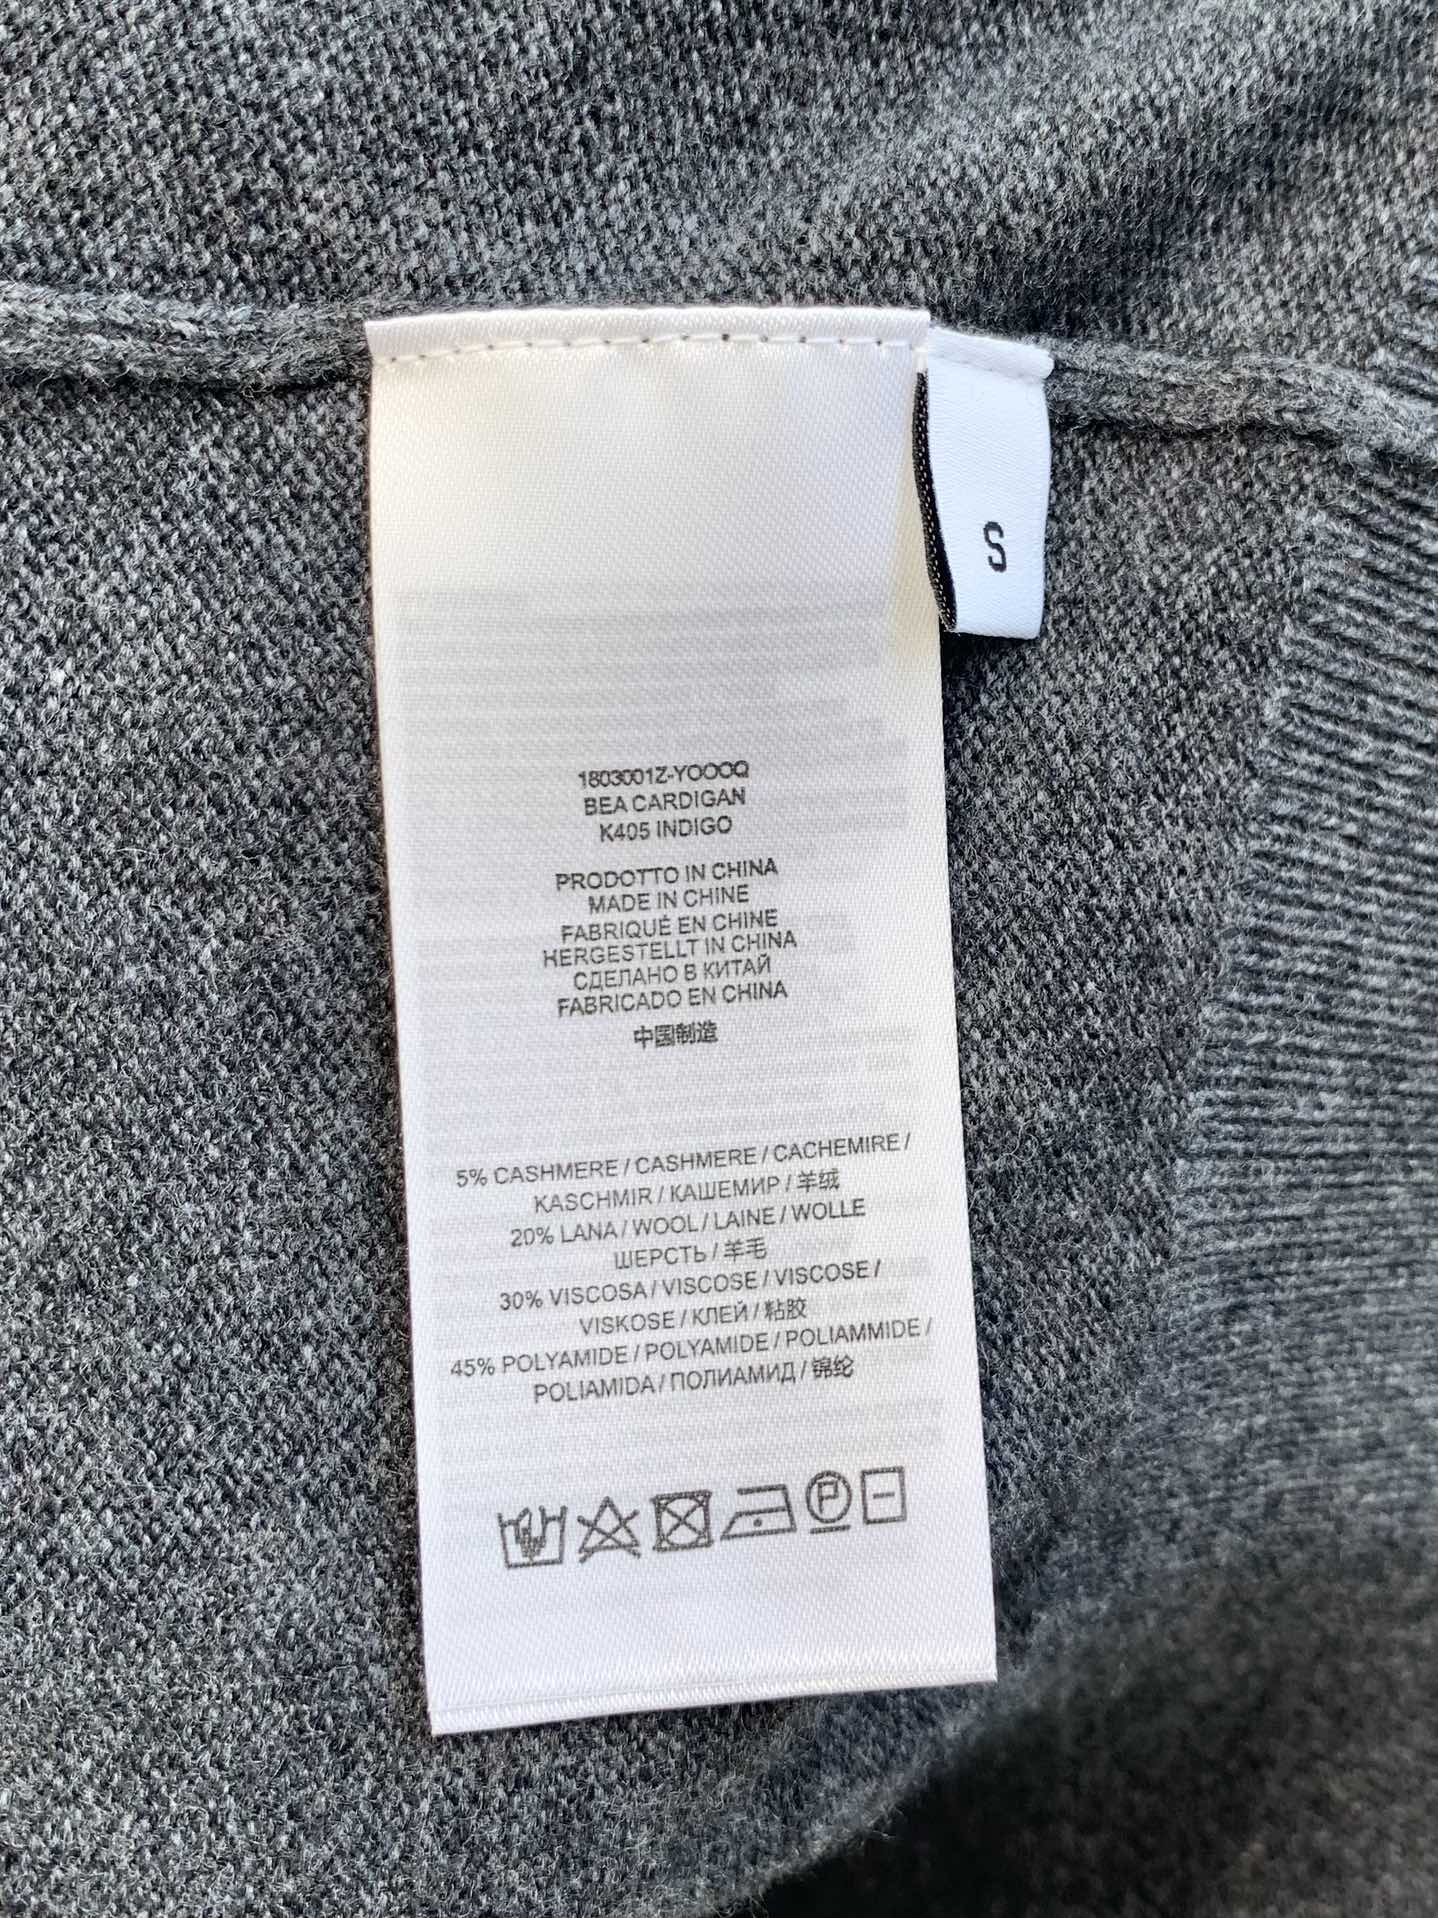 S
1803001Z-YOOOQ
BEA CARDIGAN
K405 INDIGO
PRODOTTO IN CHINA
MADE IN CHINE
FABRIQUÉ EN CHINE
HERGESTELLT IN CHINA
СДЕЛАНО В КИТАЙ
FABRICADO EN CHINA
中国制造
5% CASHMERE / CASHMERE / CACHEMIRE /
KASCHMIR / КАШЕМИР / 羊绒
20% LANA / WOOL / LAINE / WOLLE
ШЕРСТЬ / 羊毛
30% VISCOSA / VISCOSE / VISCOSE /
VISKOSE / КЛЕЙ / 粘胶
45% POLYAMIDE / POLYAMIDE / POLIAMMIDE /
POLIAMIDA / ПОЛИАМИД / 锦纶
P